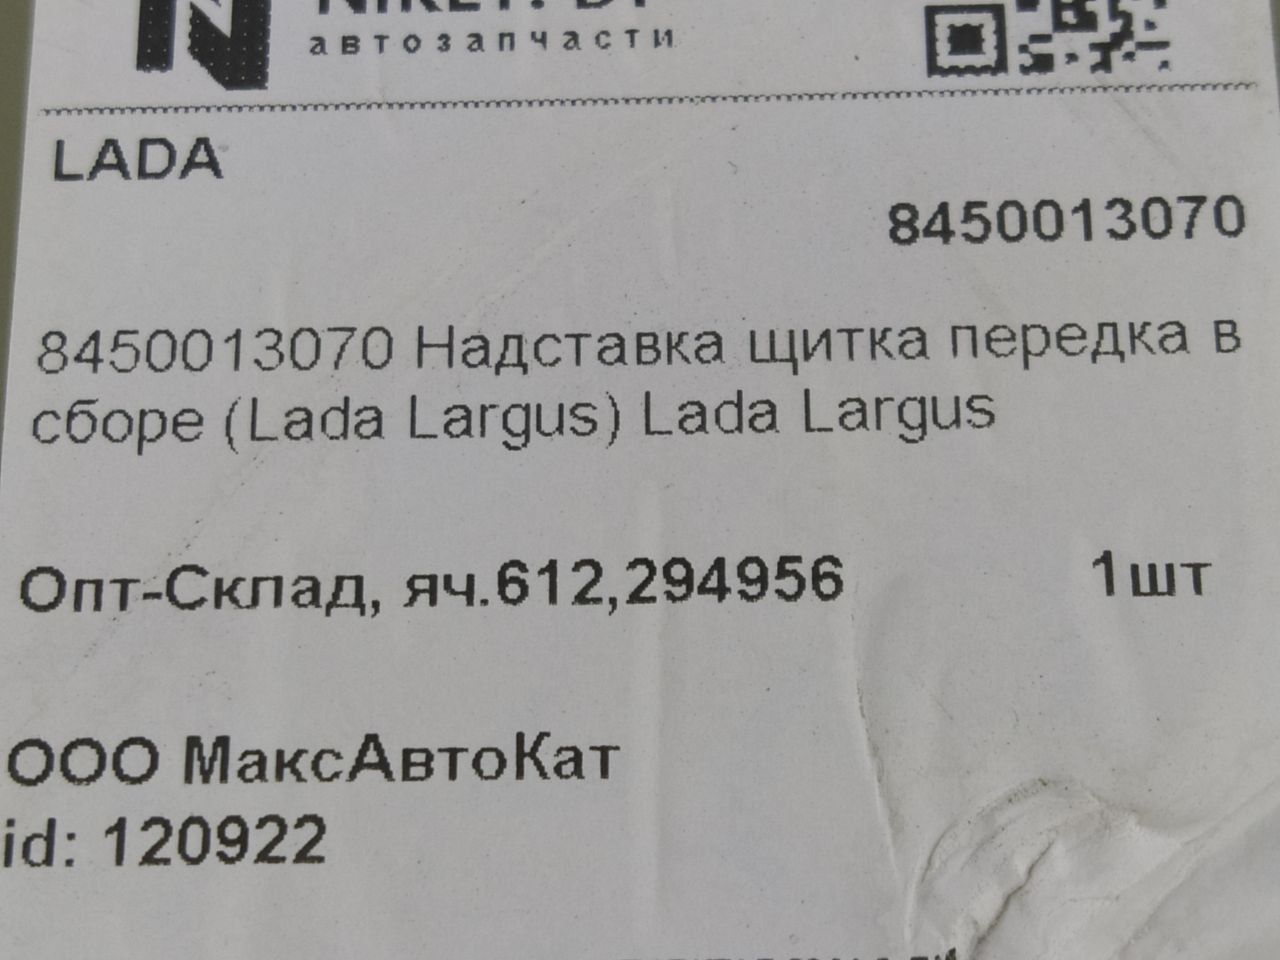 автозапчасти
LADA
8450013070
8450013070 Надставка щитка передка в
сборе (Lada Largus) Lada Largus
Опт-Склад, яч.612,294956 1шт
ООО МаксАвтоКат
id: 120922